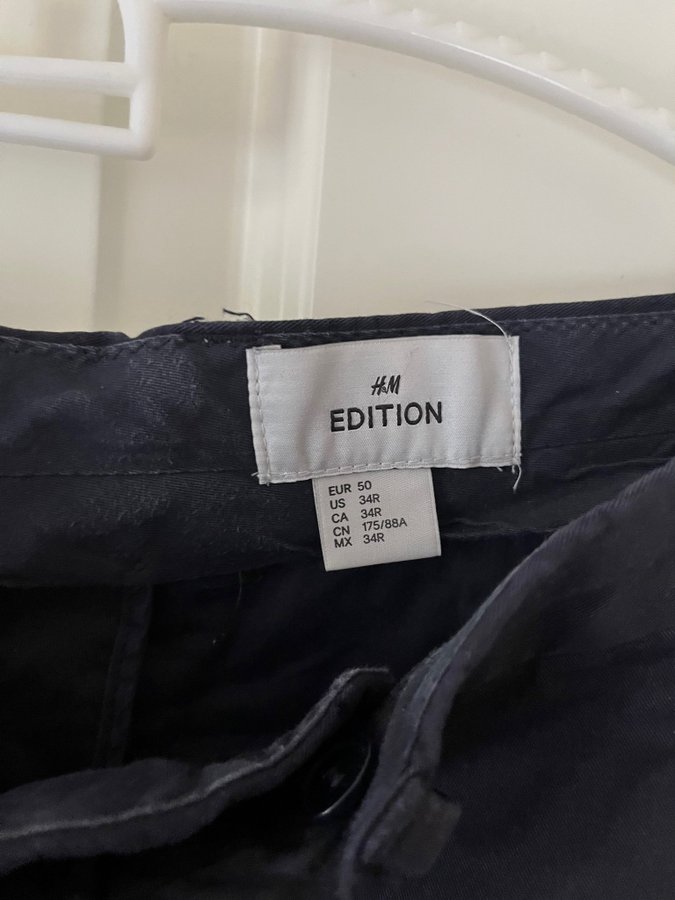 H&M
EDITION
EUR 50
US 34R
CA 34R
CN 175/88A
MX 34R